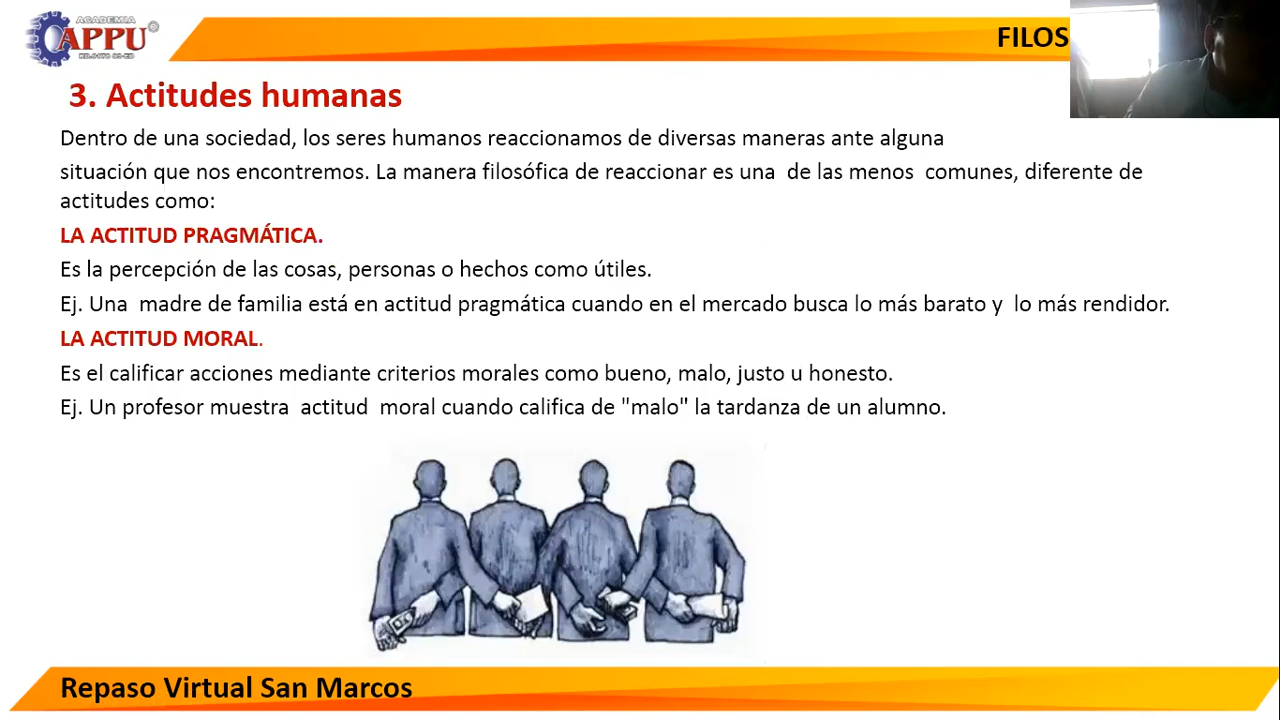 ACADEMIA
APPU
FILOS
3. Actitudes humanas
Dentro de una sociedad, los seres humanos reaccionamos de diversas maneras ante alguna
situación que nos encontremos. La manera filosófica de reaccionar es una de las menos comunes, diferente de
actitudes como:
LA ACTITUD PRAGMÁTICA.
Es la percepción de las cosas, personas o hechos como útiles.
Ej. Una madre de familia está en actitud pragmática cuando en el mercado busca lo más barato y lo más rendidor.
LA ACTITUD MORAL.
Es el calificar acciones mediante criterios morales como bueno, malo, justo u honesto.
Ej. Un profesor muestra actitud moral cuando califica de "malo" la tardanza de un alumno.
Repaso Virtual San Marcos